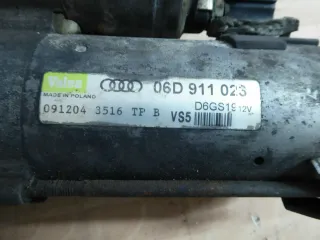 Valeo 06D 911 023
MADE IN POLAND D6GS19 12V
091204 3516 TP B VS5